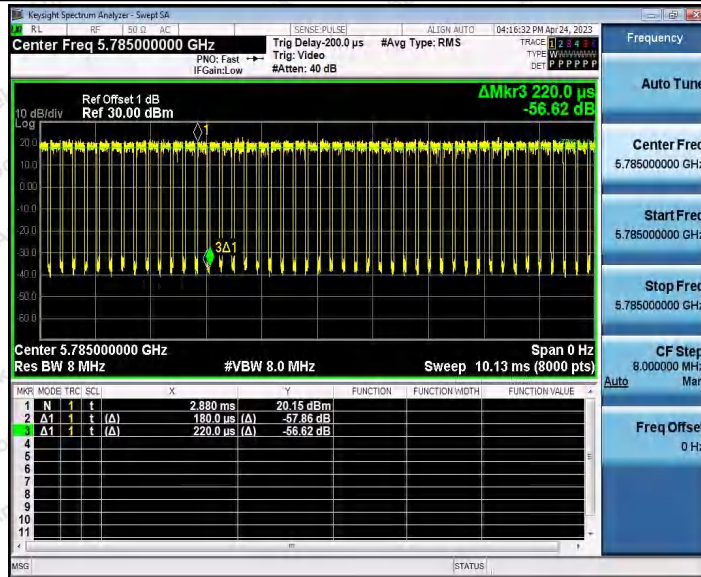 Keysight Spectrum Analyzer - Swept SA
RL RF 50 Ω AC SENSE:PULSE ALIGN AUTO 04:16:32 PM Apr 24, 2023
Center Freq 5.785000000 GHz
PNO: Fast
IFGain:Low
Trig Delay-200.0 µs
Trig: Video
#Atten: 40 dB
#Avg Type: RMS
TRACE 1 2 3 4 5 6
TYPE W
DET P P P P P P
Frequency
ΔMkr3 220.0 µs
-56.62 dB
Ref Offset 1 dB
10 dB/div Ref 30.00 dBm
Log
20.0
10.0
0.00
-10.0
-20.0
-30.0
-40.0
-50.0
-60.0
1
3Δ1
Center 5.785000000 GHz Span 0 Hz
Res BW 8 MHz #VBW 8.0 MHz Sweep 10.13 ms (8000 pts)
MKR MODE TRC SCL X Y FUNCTION FUNCTION WIDTH FUNCTION VALUE
1 N 1 t 2.880 ms 20.15 dBm
2 Δ1 1 t (Δ) 180.0 µs (Δ) -57.86 dB
3 Δ1 1 t (Δ) 220.0 µs (Δ) -56.62 dB
4
5
6
7
8
9
10
11
MSG STATUS
Auto Tune
Center Freq
5.785000000 GHz
Start Freq
5.785000000 GHz
Stop Freq
5.785000000 GHz
CF Step
8.000000 MHz
Auto Man
Freq Offset
0 Hz